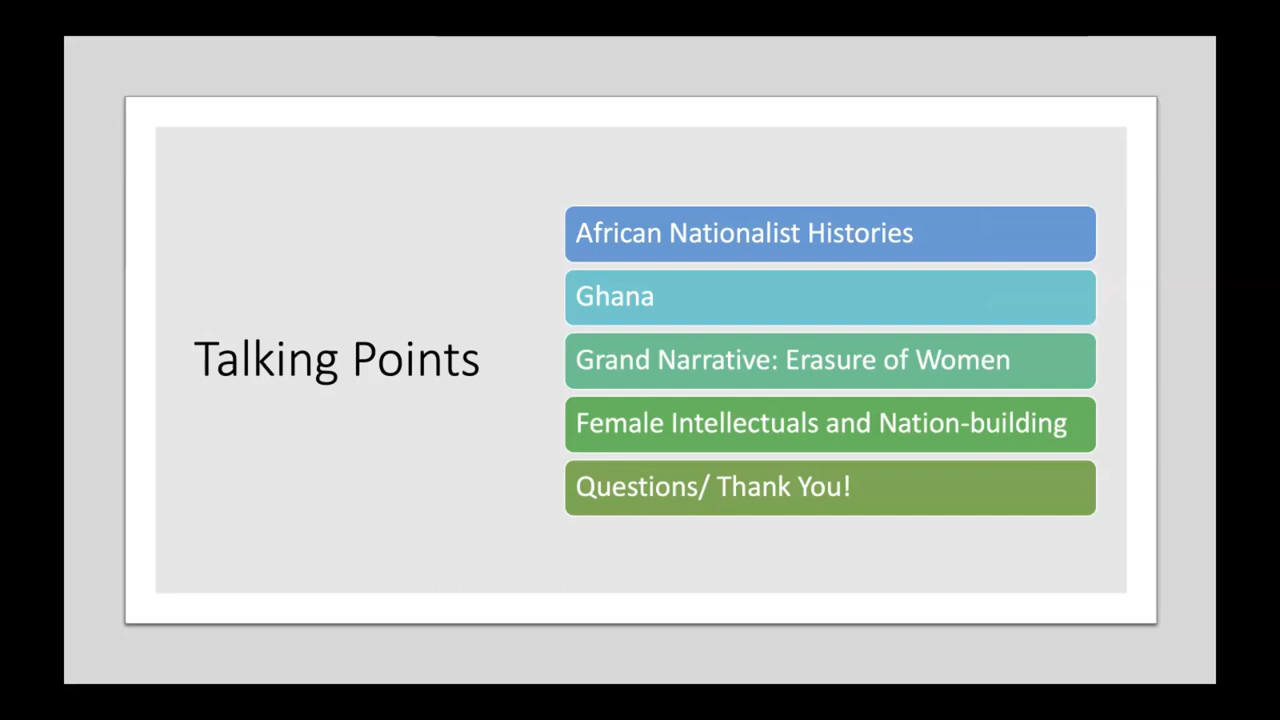 Talking Points
African Nationalist Histories
Ghana
Grand Narrative: Erasure of Women
Female Intellectuals and Nation-building
Questions/ Thank You!